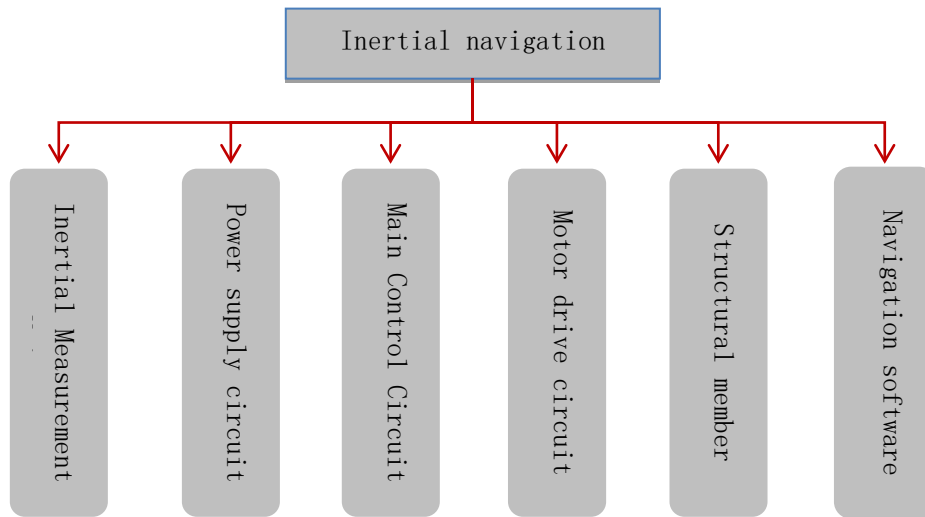 Inertial navigation
Inertial Measurement
Power supply circuit
Main Control Circuit
Motor drive circuit
Structural member
Navigation software